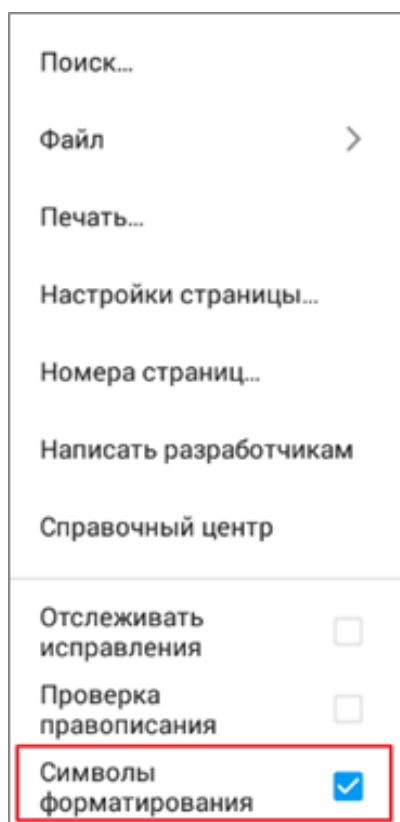 Поиск...
Файл
Печать...
Настройки страницы...
Номера страниц...
Написать разработчикам
Справочный центр
Отслеживать
исправления
Проверка
правописания
Символы
форматирования